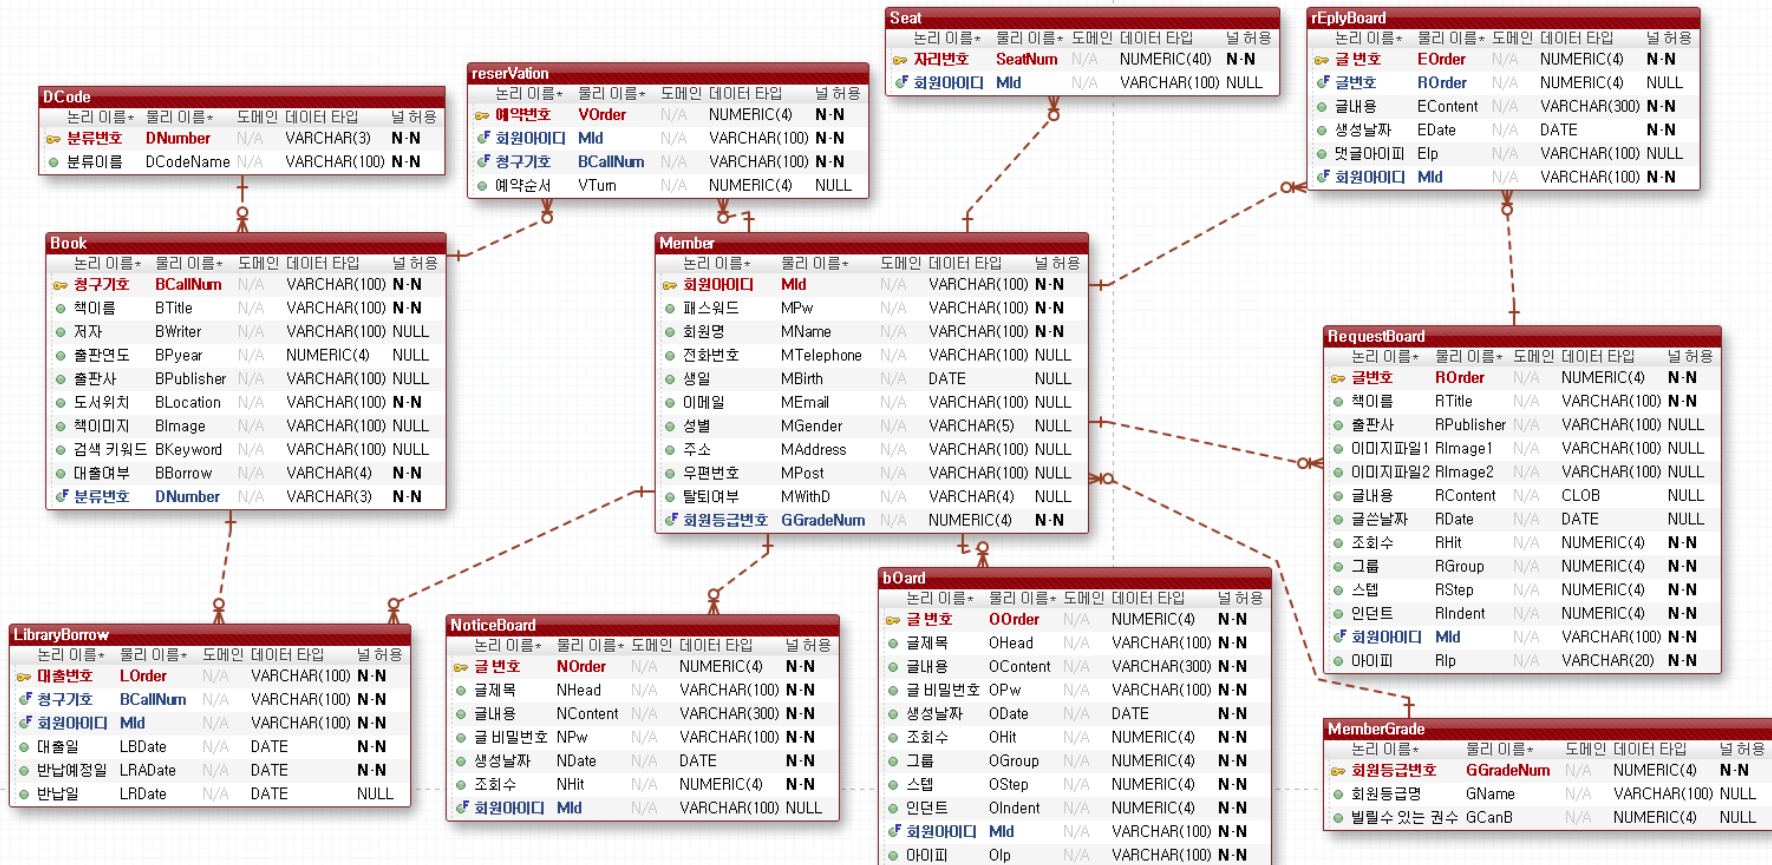 DCode
논리 이름* 물리 이름* 도메인 데이터 타입 널 허용
분류번호 DNumber N/A VARCHAR(3) N-N
분류이름 DCodeName N/A VARCHAR(100) N-N
reserVation
논리 이름* 물리 이름* 도메인 데이터 타입 널 허용
예약번호 VOrder N/A NUMERIC(4) N-N
회원아이디 MId N/A VARCHAR(100) N-N
청구기호 BCallNum N/A VARCHAR(100) N-N
예약순서 VTurn N/A NUMERIC(4) NULL
Seat
논리 이름* 물리 이름* 도메인 데이터 타입 널 허용
자리번호 SeatNum N/A NUMERIC(40) N-N
회원아이디 MId N/A VARCHAR(100) NULL
rEplyBoard
논리 이름* 물리 이름* 도메인 데이터 타입 널 허용
글 번호 EOrder N/A NUMERIC(4) N-N
글번호 ROrder N/A NUMERIC(4) NULL
글내용 EContent N/A VARCHAR(300) N-N
생성날짜 EDate N/A DATE N-N
댓글아이피 EIp N/A VARCHAR(100) NULL
회원아이디 MId N/A VARCHAR(100) N-N
Book
논리 이름* 물리 이름* 도메인 데이터 타입 널 허용
청구기호 BCallNum N/A VARCHAR(100) N-N
책이름 BTitle N/A VARCHAR(100) N-N
저자 BWriter N/A VARCHAR(100) NULL
출판연도 BPyear N/A NUMERIC(4) NULL
출판사 BPublisher N/A VARCHAR(100) NULL
도서위치 BLocation N/A VARCHAR(100) N-N
책이미지 BImage N/A VARCHAR(100) NULL
검색 키워드 BKeyword N/A VARCHAR(100) NULL
대출여부 BBorrow N/A VARCHAR(4) N-N
분류번호 DNumber N/A VARCHAR(3) N-N
Member
논리 이름* 물리 이름* 도메인 데이터 타입 널 허용
회원아이디 MId N/A VARCHAR(100) N-N
패스워드 MPw N/A VARCHAR(100) N-N
회원명 MName N/A VARCHAR(100) N-N
전화번호 MTelephone N/A VARCHAR(100) NULL
생일 MBirth N/A DATE NULL
이메일 MEmail N/A VARCHAR(100) NULL
성별 MGender N/A VARCHAR(5) NULL
주소 MAddress N/A VARCHAR(100) NULL
우편번호 MPost N/A VARCHAR(100) NULL
탈퇴여부 MWithD N/A VARCHAR(4) NULL
회원등급번호 GGradeNum N/A NUMERIC(4) N-N
RequestBoard
논리 이름* 물리 이름* 도메인 데이터 타입 널 허용
글번호 ROrder N/A NUMERIC(4) N-N
책이름 RTitle N/A VARCHAR(100) N-N
출판사 RPublisher N/A VARCHAR(100) NULL
이미지파일1 RImage1 N/A VARCHAR(100) NULL
이미지파일2 RImage2 N/A VARCHAR(100) NULL
글내용 RContent N/A CLOB NULL
글쓴날짜 RDate N/A DATE NULL
조회수 RHit N/A NUMERIC(4) N-N
그룹 RGroup N/A NUMERIC(4) N-N
스텝 RStep N/A NUMERIC(4) N-N
인던트 RIndent N/A NUMERIC(4) N-N
회원아이디 MId N/A VARCHAR(100) N-N
아이피 RIp N/A VARCHAR(20) N-N
LibraryBorrow
논리 이름* 물리 이름* 도메인 데이터 타입 널 허용
대출번호 LOrder N/A VARCHAR(100) N-N
청구기호 BCallNum N/A VARCHAR(100) N-N
회원아이디 MId N/A VARCHAR(100) N-N
대출일 LBDate N/A DATE N-N
반납예정일 LRADate N/A DATE N-N
반납일 LRDate N/A DATE NULL
NoticeBoard
논리 이름* 물리 이름* 도메인 데이터 타입 널 허용
글 번호 NOrder N/A NUMERIC(4) N-N
글제목 NHead N/A VARCHAR(100) N-N
글내용 NContent N/A VARCHAR(300) N-N
글 비밀번호 NPw N/A VARCHAR(100) N-N
생성날짜 NDate N/A DATE N-N
조회수 NHit N/A NUMERIC(4) N-N
회원아이디 MId N/A VARCHAR(100) NULL
bOard
논리 이름* 물리 이름* 도메인 데이터 타입 널 허용
글 번호 OOrder N/A NUMERIC(4) N-N
글제목 OHead N/A VARCHAR(100) N-N
글내용 OContent N/A VARCHAR(300) N-N
글 비밀번호 OPw N/A VARCHAR(100) N-N
생성날짜 ODate N/A DATE N-N
조회수 OHit N/A NUMERIC(4) N-N
그룹 OGroup N/A NUMERIC(4) N-N
스텝 OStep N/A NUMERIC(4) N-N
인던트 OIndent N/A NUMERIC(4) N-N
회원아이디 MId N/A VARCHAR(100) N-N
아이피 OIp N/A VARCHAR(100) N-N
MemberGrade
논리 이름* 물리 이름* 도메인 데이터 타입 널 허용
회원등급번호 GGradeNum N/A NUMERIC(4) N-N
회원등급명 GName N/A VARCHAR(100) NULL
빌릴수 있는 권수 GCanB N/A NUMERIC(4) NULL